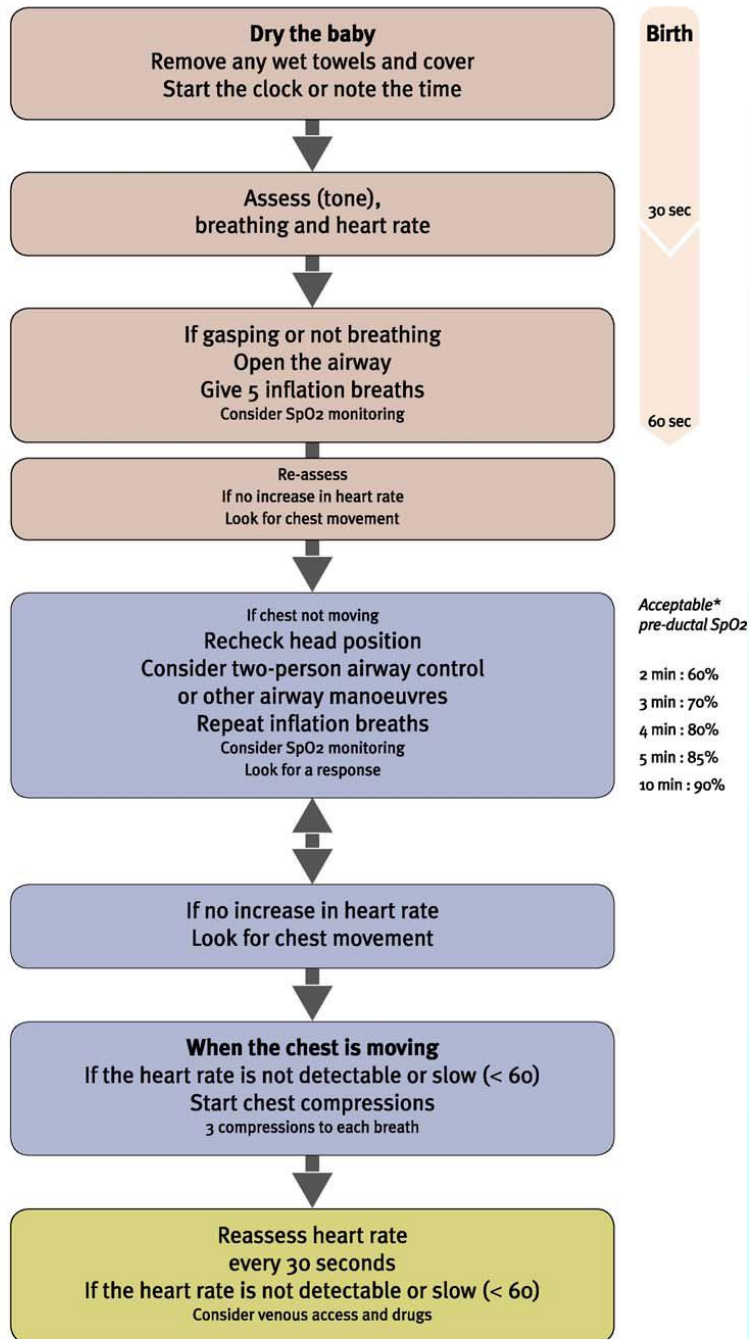 Dry the baby
Remove any wet towels and cover
Start the clock or note the time
Birth
Assess (tone),
breathing and heart rate
30 sec
If gasping or not breathing
Open the airway
Give 5 inflation breaths
Consider SpO2 monitoring
60 sec
Re-assess
If no increase in heart rate
Look for chest movement
If chest not moving
Recheck head position
Consider two-person airway control
or other airway manoeuvres
Repeat inflation breaths
Consider SpO2 monitoring
Look for a response
Acceptable*
pre-ductal SpO2
2 min : 60%
3 min : 70%
4 min : 80%
5 min : 85%
10 min : 90%
If no increase in heart rate
Look for chest movement
When the chest is moving
If the heart rate is not detectable or slow (< 60)
Start chest compressions
3 compressions to each breath
Reassess heart rate
every 30 seconds
If the heart rate is not detectable or slow (< 60)
Consider venous access and drugs